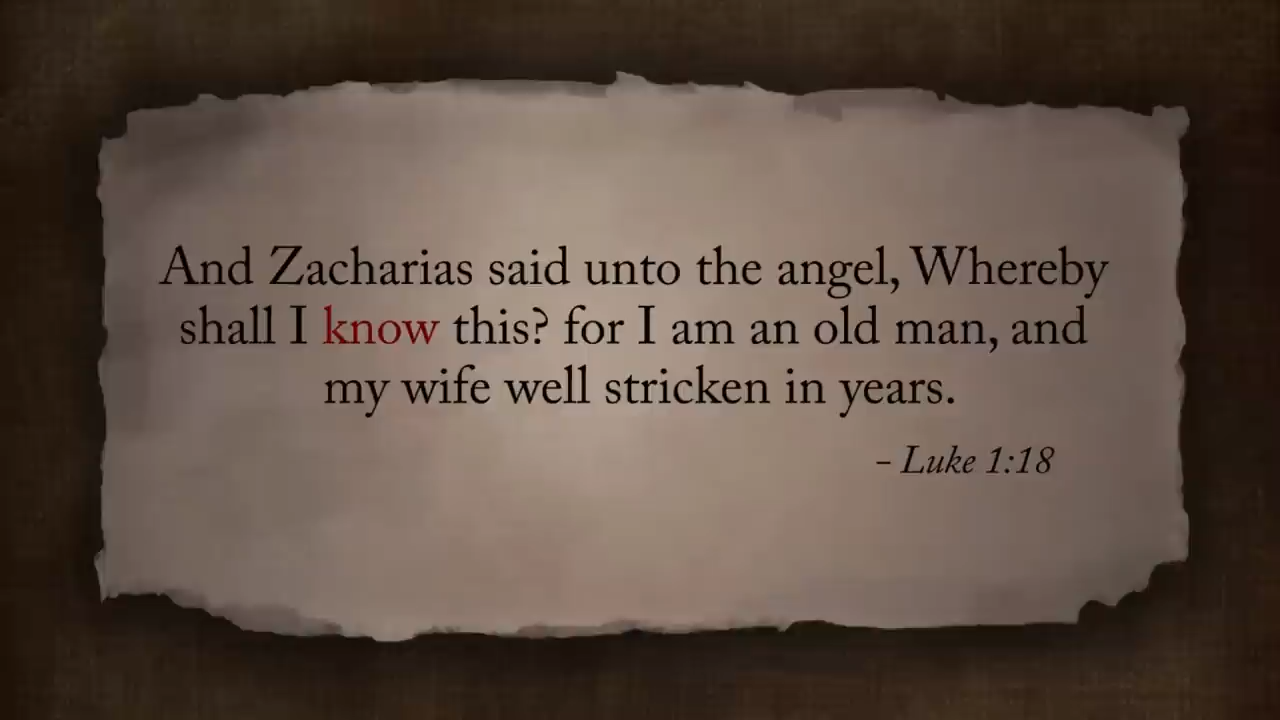 And Zacharias said unto the angel, Whereby
shall I know this? for I am an old man, and
my wife well stricken in years.
– Luke 1:18